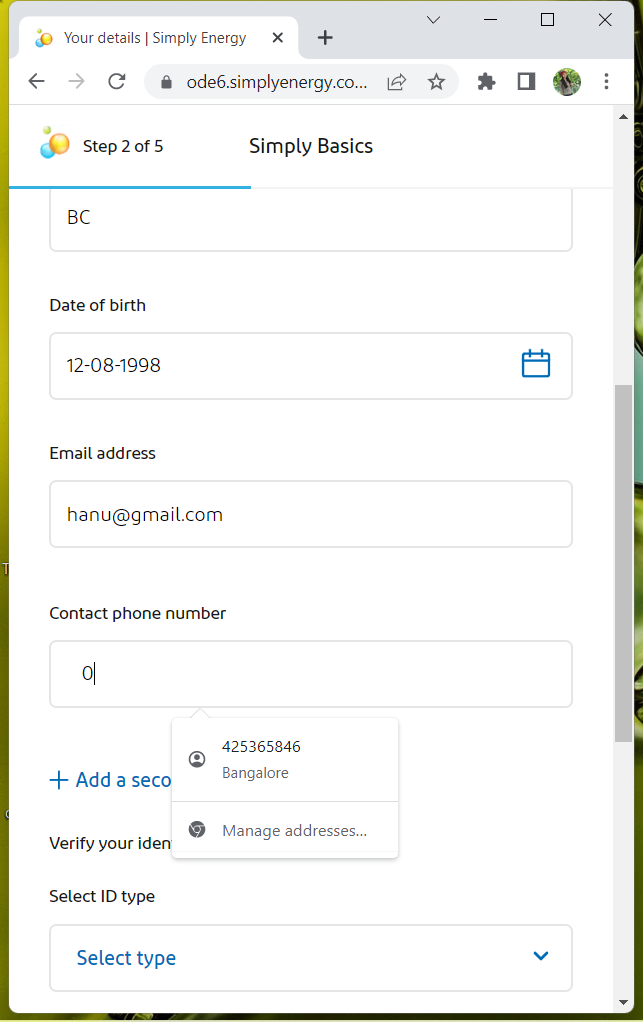 Your details | Simply Energy
ode6.simplyenergy.co...
Step 2 of 5
Simply Basics
BC
Date of birth
12-08-1998
Email address
hanu@gmail.com
Contact phone number
0
425365846
Bangalore
+ Add a seco
Manage addresses...
Verify your iden
Select ID type
Select type